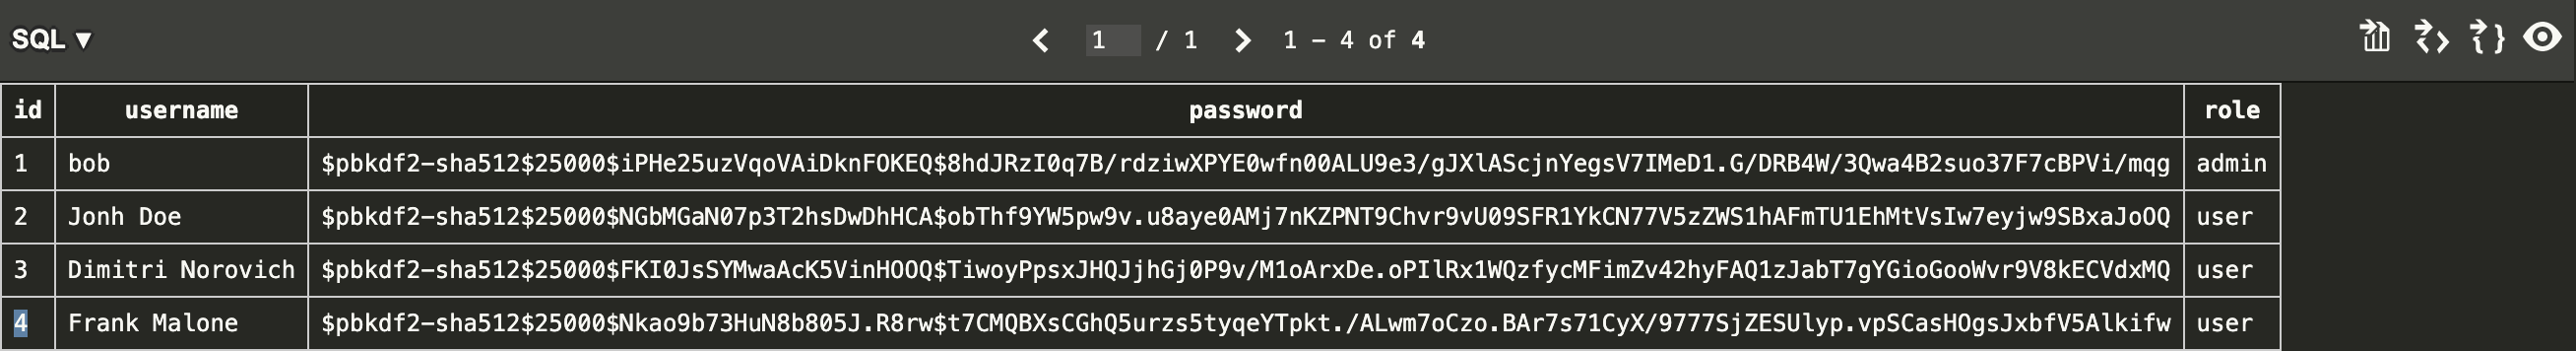 SQL ▼ 1 / 1 1 – 4 of 4
id username password role
1 bob $pbkdf2-sha512$25000$iPHe25uzVqoVAiDknFOKEQ$8hdJRzI0q7B/rdziwXPYE0wfn00ALU9e3/gJXlAScjnYegsV7IMeD1.G/DRB4W/3Qwa4B2suo37F7cBPVi/mqg admin
2 Jonh Doe $pbkdf2-sha512$25000$NGbMGaN07p3T2hsDwDhHCA$obThf9YW5pw9v.u8aye0AMj7nKZPNT9Chvr9vU09SFR1YkCN77V5zZWS1hAFmTU1EhMtVsIw7eyjw9SBxaJoOQ user
3 Dimitri Norovich $pbkdf2-sha512$25000$FKI0JsSYMwaAcK5VinHOOQ$TiwoyPpsxJHQJjhGj0P9v/M1oArxDe.oPIlRx1WQzfycMFimZv42hyFAQ1zJabT7gYGioGooWvr9V8kECVdxMQ user
4 Frank Malone $pbkdf2-sha512$25000$Nkao9b73HuN8b805J.R8rw$t7CMQBXsCGhQ5urzs5tyqeYTpkt./ALwm7oCzo.BAr7s71CyX/9777SjZESUlyp.vpSCasHOgsJxbfV5Alkifw user